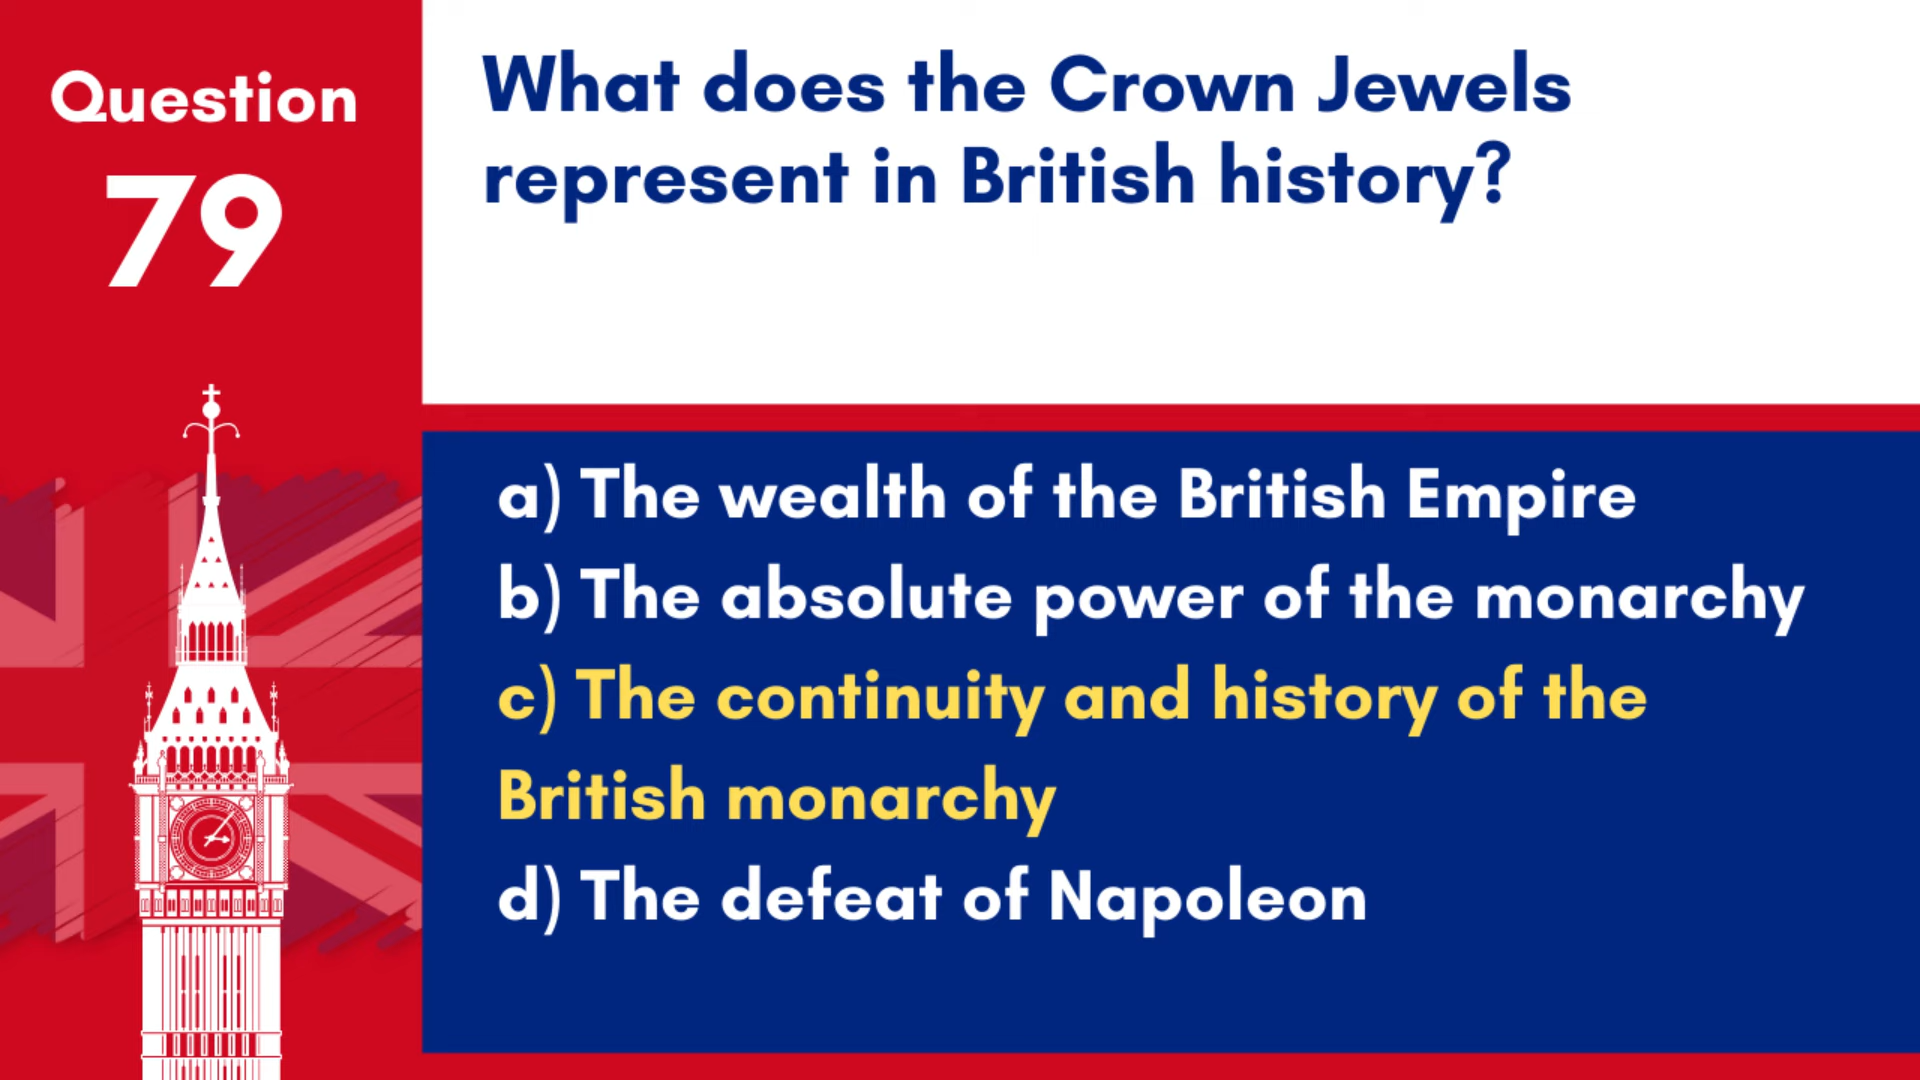 Question
79
What does the Crown Jewels
represent in British history?
a) The wealth of the British Empire
b) The absolute power of the monarchy
c) The continuity and history of the
British monarchy
d) The defeat of Napoleon